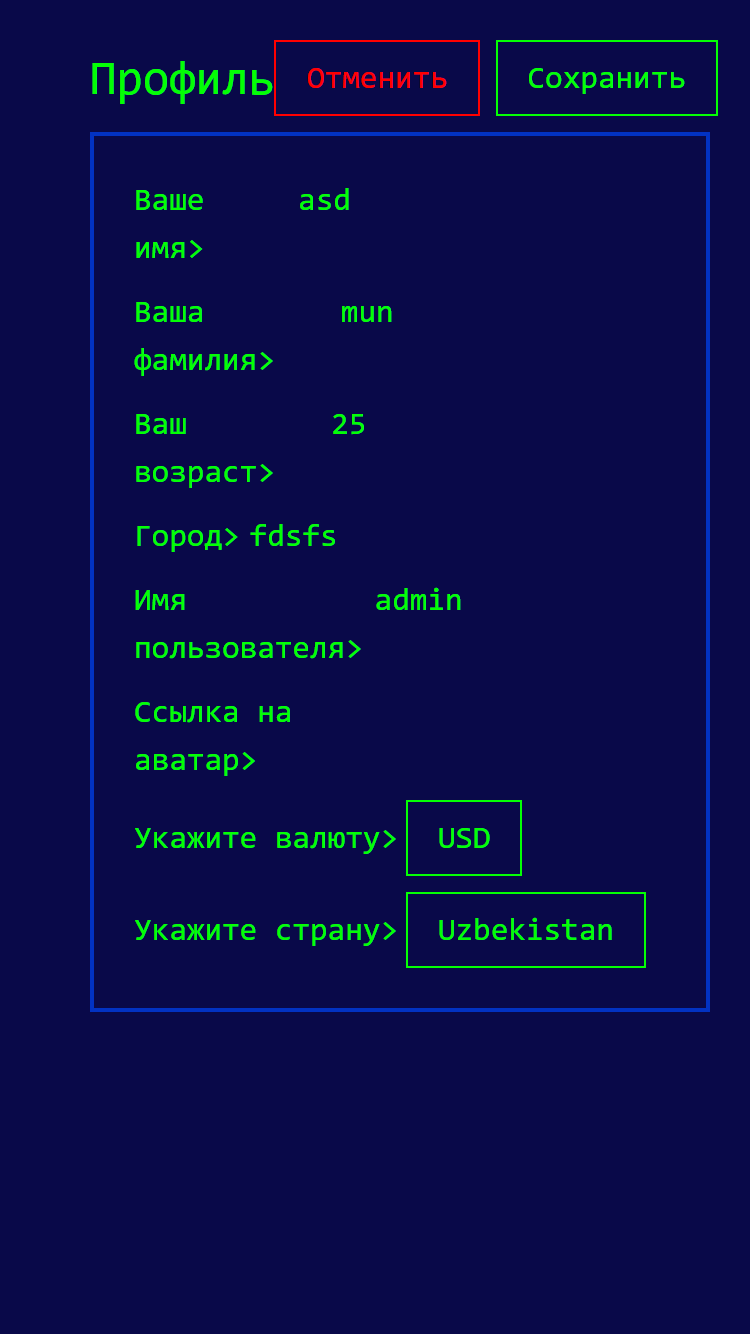 Профиль Отменить Сохранить
Ваше asd
имя>
Ваша mun
фамилия>
Ваш 25
возраст>
Город> fdsfs
Имя admin
пользователя>
Ссылка на
аватар>
Укажите валюту> USD
Укажите страну> Uzbekistan